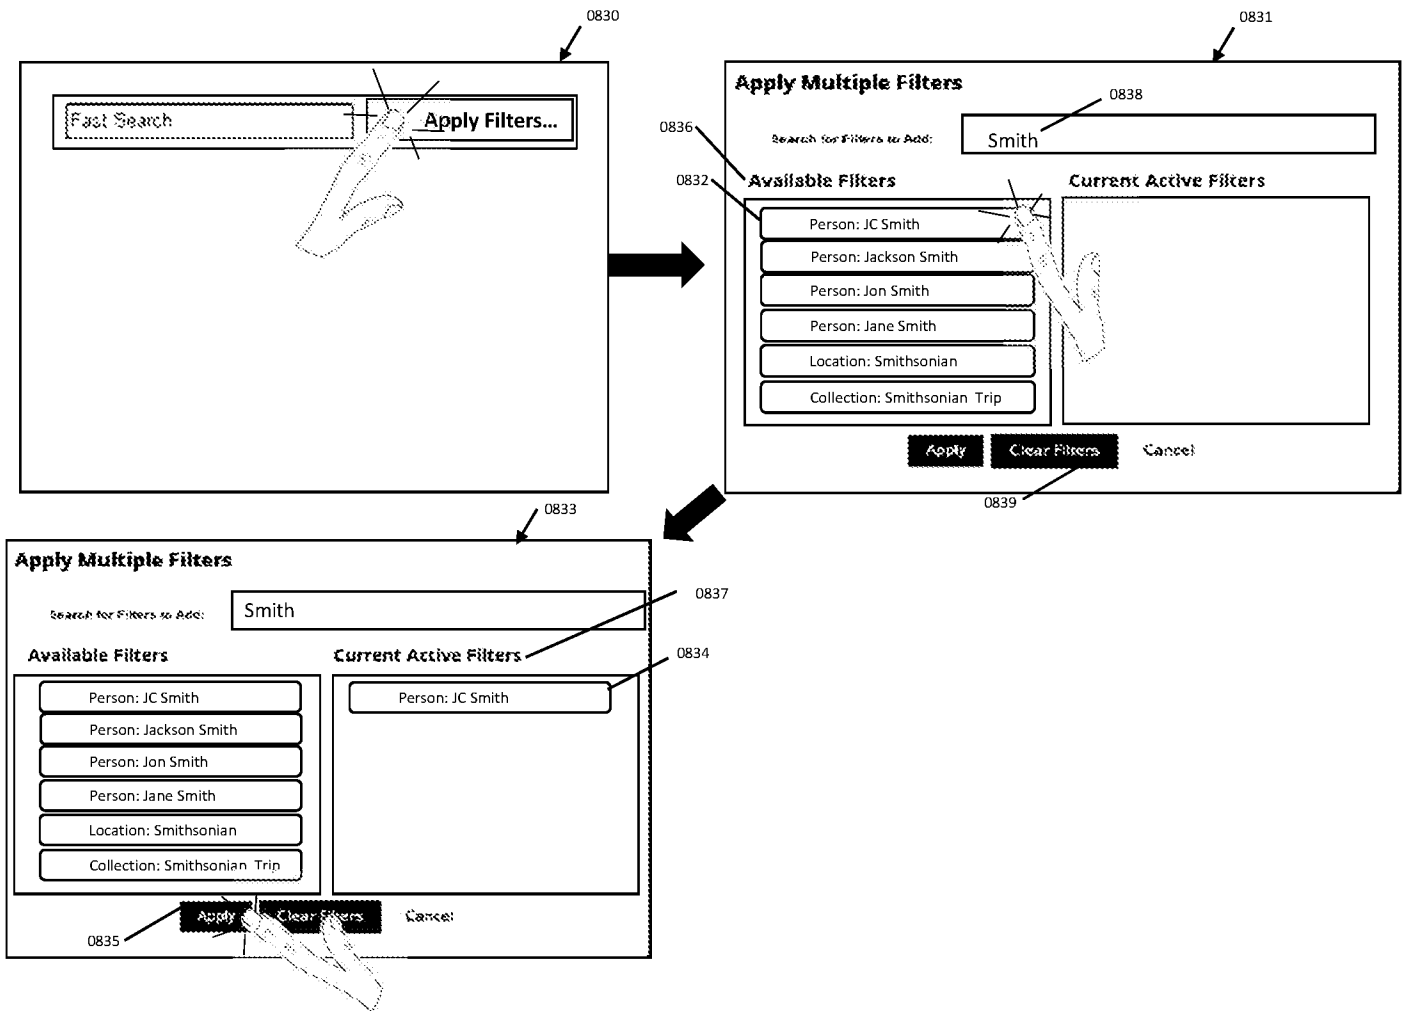 0830
Fast Search
Apply Filters...
0831
Apply Multiple Filters
0838
Search for Filters to Add:
Smith
0836
Available Filters
Current Active Filters
0832
Person: JC Smith
Person: Jackson Smith
Person: Jon Smith
Person: Jane Smith
Location: Smithsonian
Collection: Smithsonian Trip
Apply
Clear Filters
Cancel
0839
0833
Apply Multiple Filters
0837
Search for Filters to Add:
Smith
Available Filters
Current Active Filters
0834
Person: JC Smith
Person: Jackson Smith
Person: Jon Smith
Person: Jane Smith
Location: Smithsonian
Collection: Smithsonian Trip
Person: JC Smith
Apply
Clear Filters
Cancel
0835